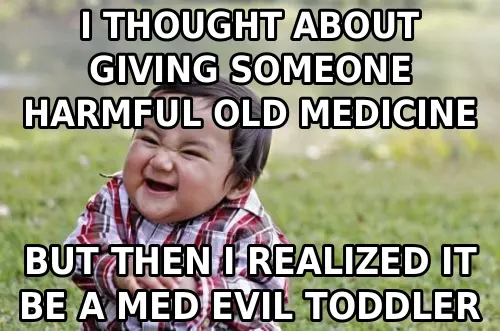 I THOUGHT ABOUT
GIVING SOMEONE
HARMFUL OLD MEDICINE
BUT THEN I REALIZED IT
BE A MED EVIL TODDLER